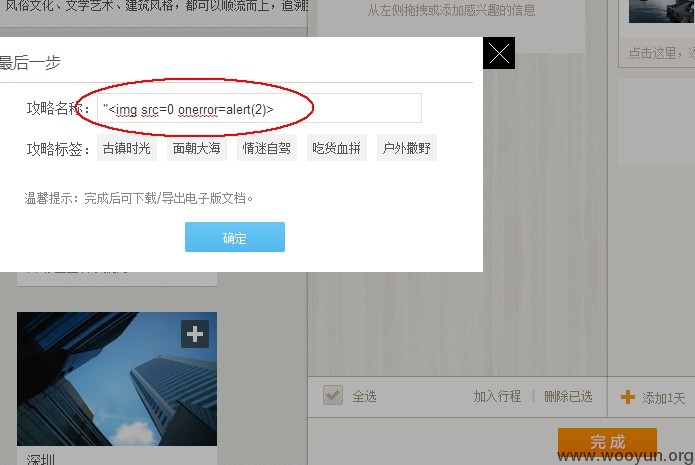 风俗文化、文学艺术、建筑风格，都可以顺流而上，追溯
从左侧拖拽或添加感兴趣的信息
点击这里，
最后一步
攻略名称： "<img src=0 onerror=alert(2)>
攻略标签： 古镇时光 面朝大海 情迷自驾 吃货血拼 户外撒野
温馨提示：完成后可下载/导出电子版文档。
确定
深圳
全选 加入行程 | 删除已选 添加1天
完成
www.wooyun.org